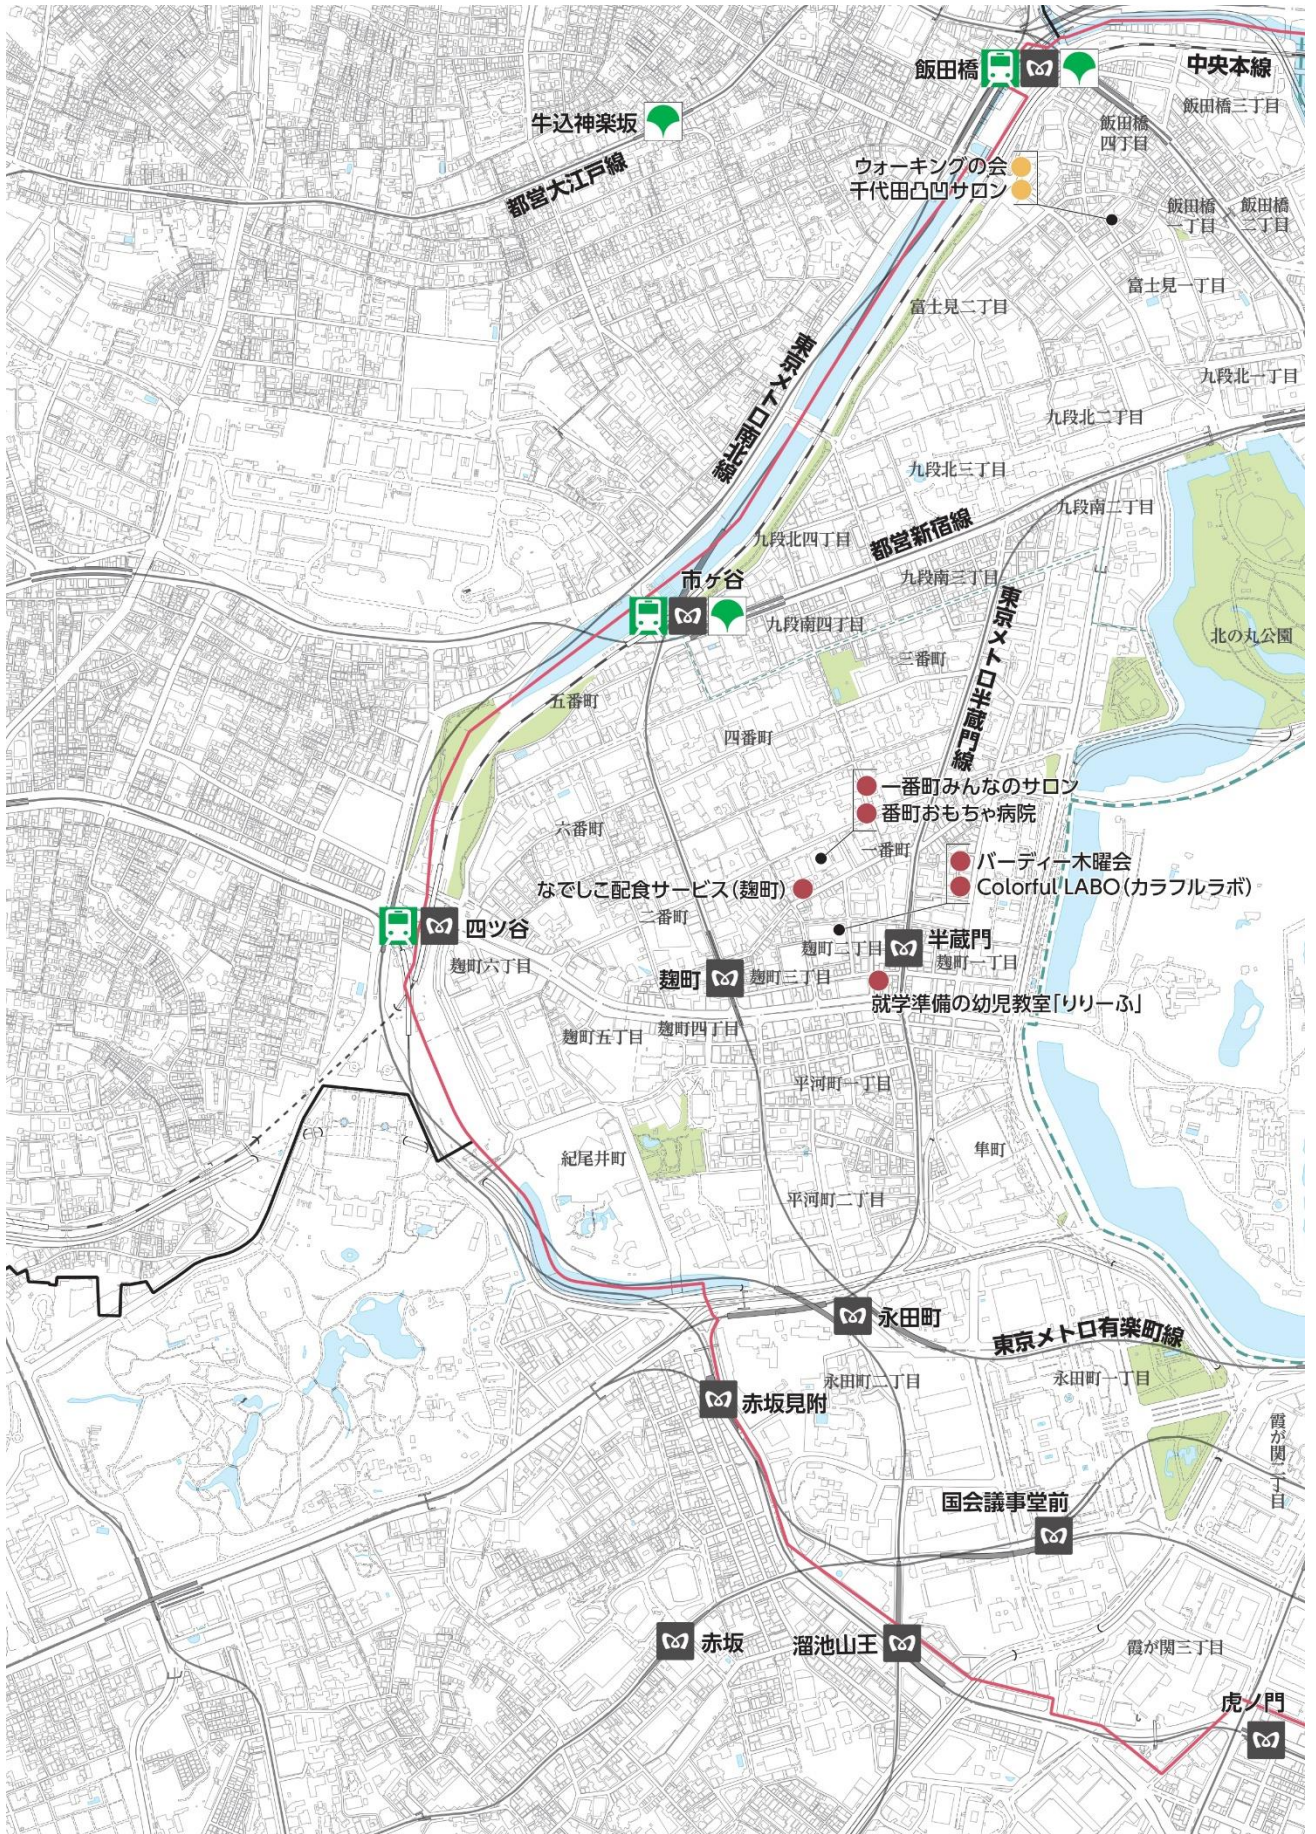 飯田橋
中央本線
飯田橋三丁目
飯田橋
四丁目
牛込神楽坂
都営大江戸線
ウォーキングの会
千代田凸凹サロン
飯田橋
一丁目
飯田橋
二丁目
富士見一丁目
富士見二丁目
東京メトロ南北線
九段北一丁目
九段北二丁目
九段北三丁目
九段南二丁目
都営新宿線
九段北四丁目
市ヶ谷
九段南三丁目
九段南四丁目
東京メトロ半蔵門線
北の丸公園
三番町
五番町
四番町
一番町みんなのサロン
番町おもちゃ病院
六番町
一番町
バーディー木曜会
Colorful LABO(カラフルラボ)
なでしこ配食サービス(麹町)
二番町
四ツ谷
麹町二丁目
半蔵門
麹町一丁目
麹町六丁目
麹町
麹町三丁目
就学準備の幼児教室「りりーふ」
麹町五丁目
麹町四丁目
平河町一丁目
紀尾井町
隼町
平河町二丁目
永田町
東京メトロ有楽町線
永田町二丁目
永田町一丁目
赤坂見附
霞が関二丁目
国会議事堂前
赤坂
溜池山王
霞が関三丁目
虎ノ門